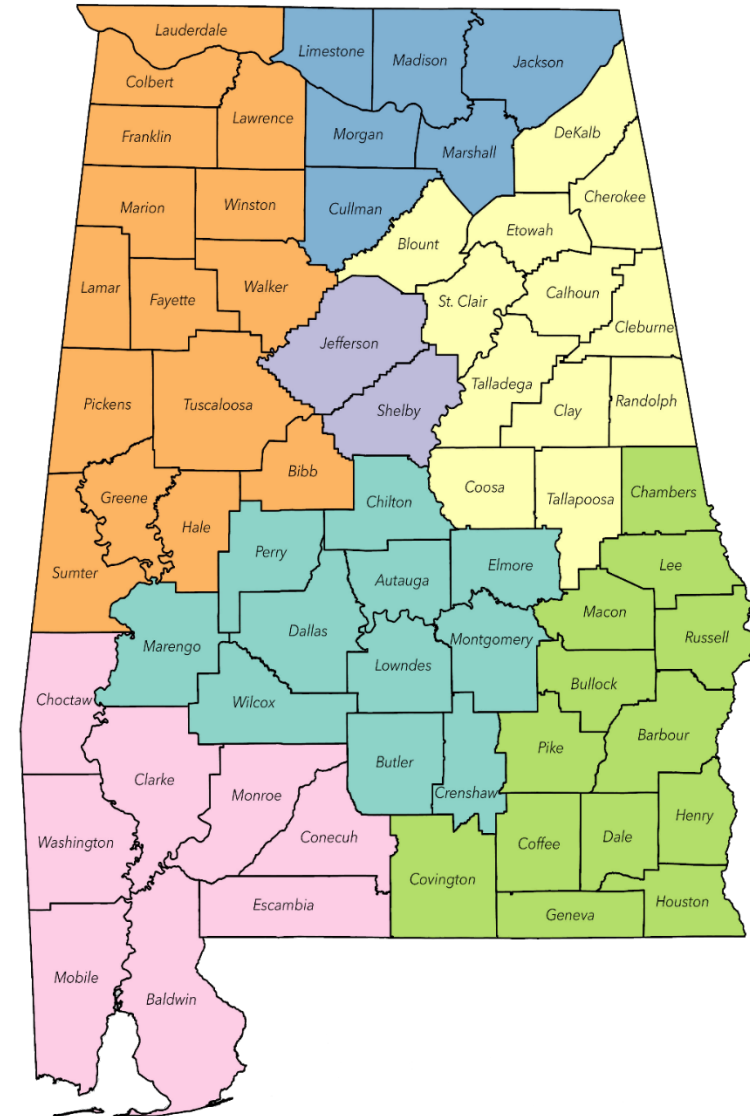 Lauderdale
Limestone
Madison
Jackson
Colbert
Lawrence
Franklin
Morgan
Marshall
DeKalb
Cherokee
Marion
Winston
Cullman
Blount
Etowah
Lamar
Fayette
Walker
St. Clair
Calhoun
Cleburne
Jefferson
Pickens
Tuscaloosa
Shelby
Talladega
Clay
Randolph
Bibb
Greene
Hale
Chilton
Coosa
Tallapoosa
Chambers
Sumter
Perry
Autauga
Elmore
Lee
Macon
Marengo
Dallas
Lowndes
Montgomery
Russell
Choctaw
Wilcox
Bullock
Clarke
Butler
Crenshaw
Pike
Barbour
Monroe
Washington
Conecuh
Coffee
Dale
Henry
Covington
Escambia
Geneva
Houston
Mobile
Baldwin